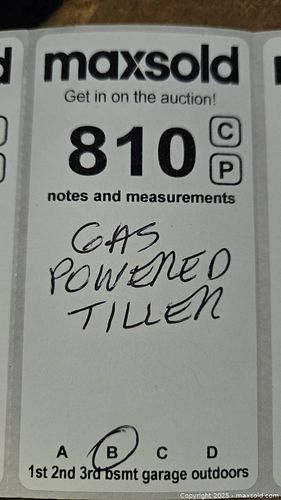 maxsold
Get in on the auction!
810 C
P
notes and measurements
GAS
POWERED
TILLER
A B C D
1st 2nd 3rd bsmt garage outdoors
Copyright 2025 - maxsold.com